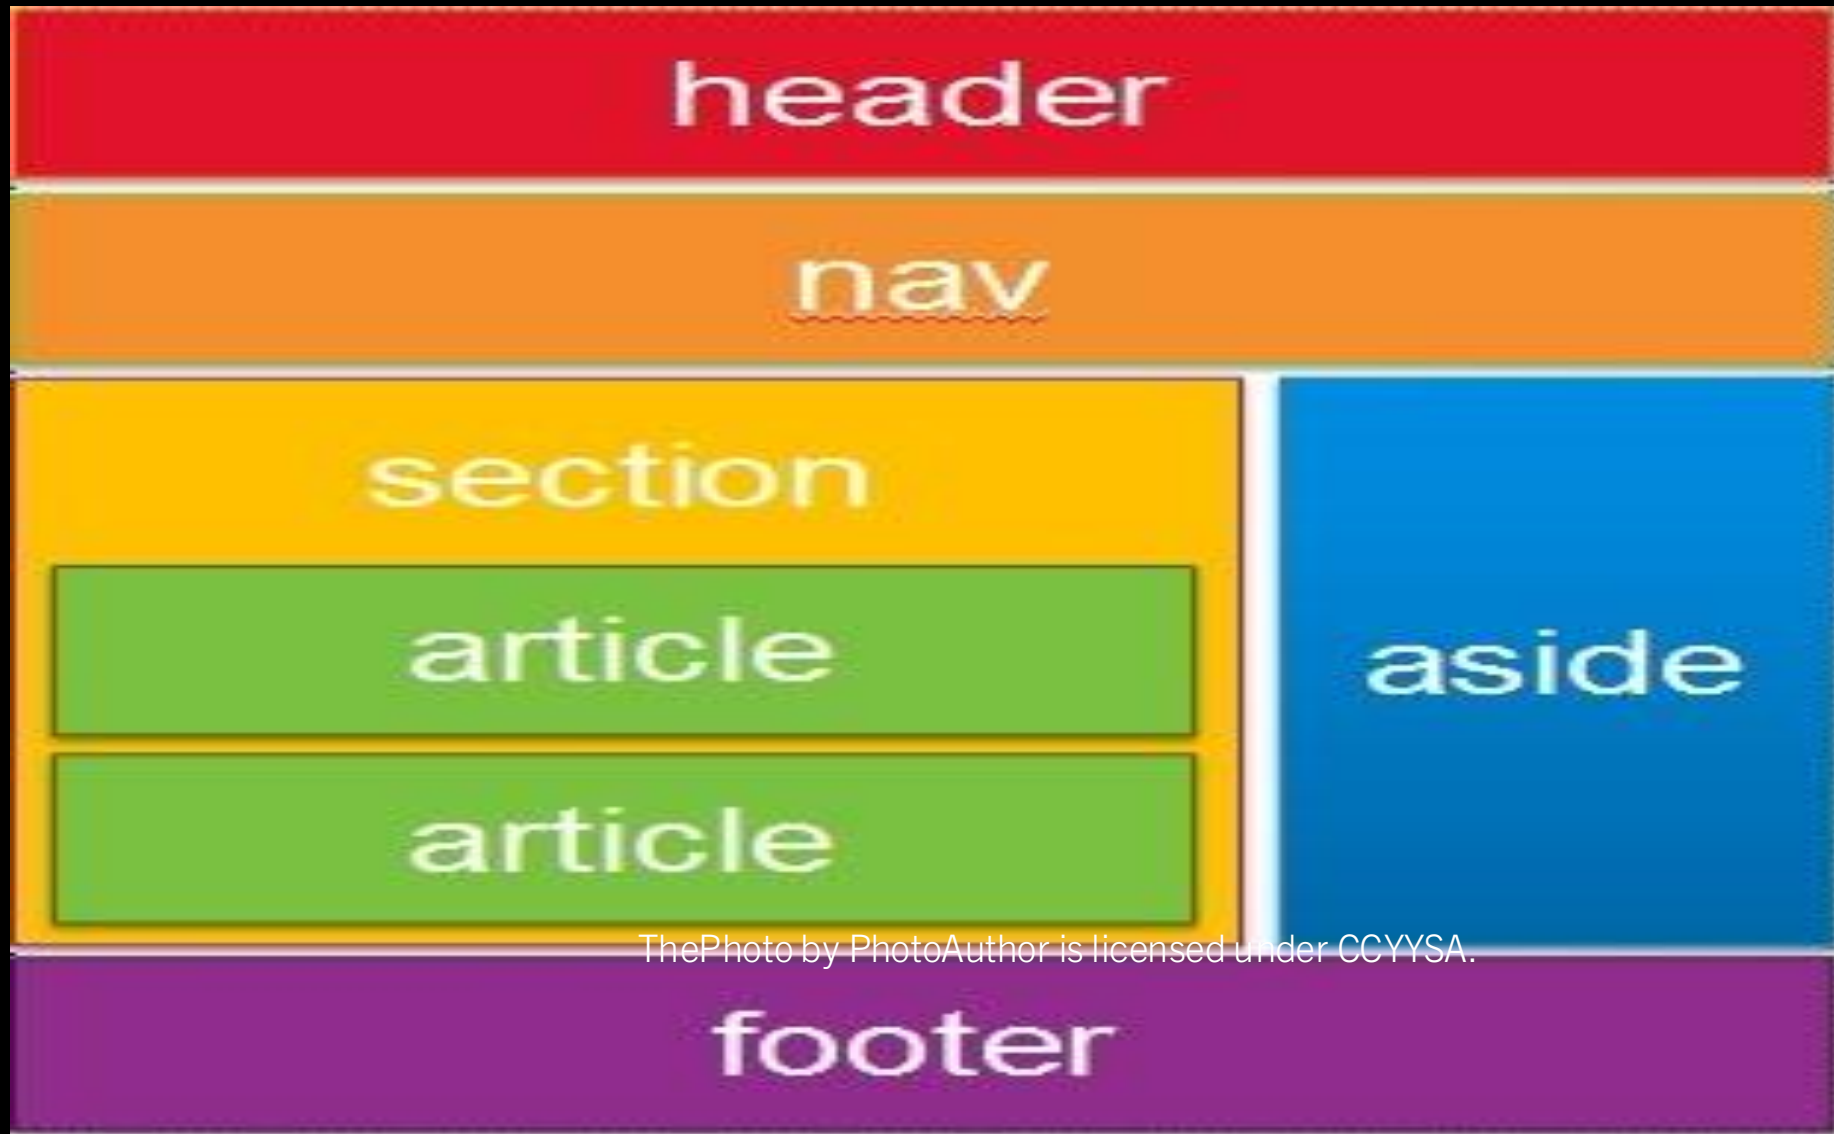 header
nav
section
article
aside
article
ThePhoto by PhotoAuthor is licensed under CCYYSA.
footer